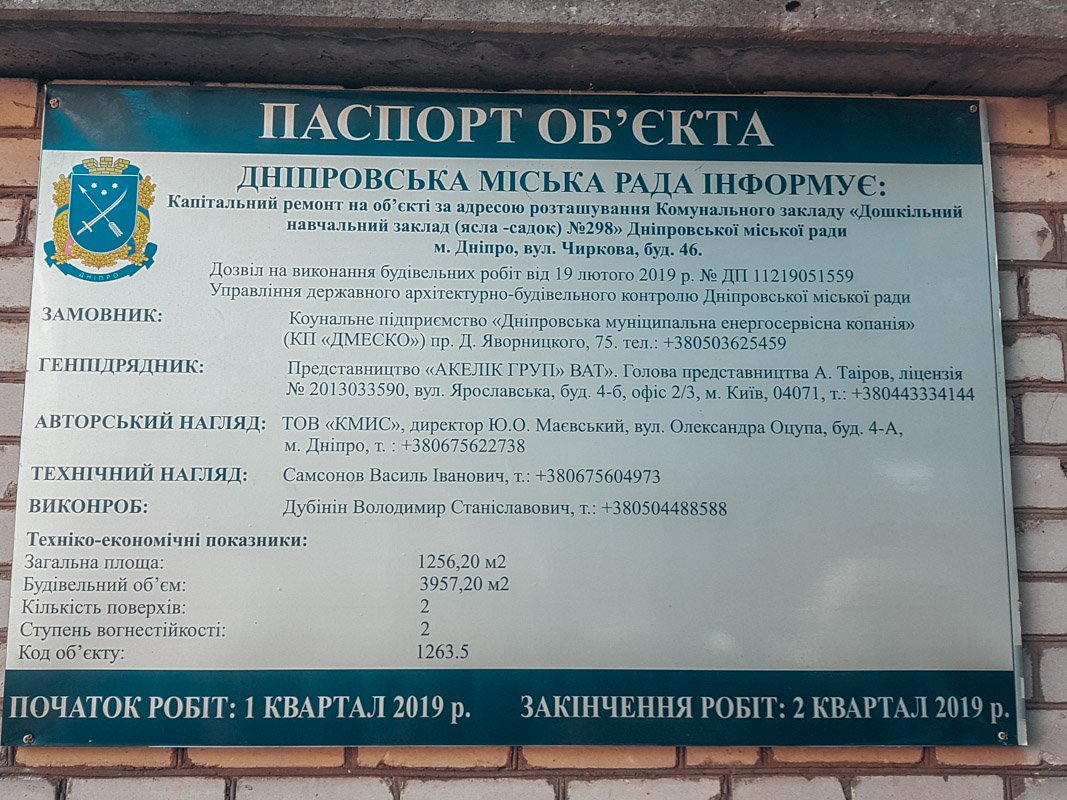 ПАСПОРТ ОБ’ЄКТА
ДНІПРО
ДНІПРОВСЬКА МІСЬКА РАДА ІНФОРМУЄ:
Капітальний ремонт на об’єкті за адресою розташування Комунального закладу «Дошкільний
навчальний заклад (ясла -садок) №298» Дніпровської міської ради
м. Дніпро, вул. Чиркова, буд. 46.
Дозвіл на виконання будівельних робіт від 19 лютого 2019 р. № ДП 11219051559
Управління державного архітектурно-будівельного контролю Дніпровської міської ради
ЗАМОВНИК: Коунальне підприємство «Дніпровська муніципальна енергосервісна копанія»
(КП «ДМЕСКО») пр. Д. Яворницкого, 75. тел.: +380503625459
ГЕНПІДРЯДНИК: Представництво «АКЕЛІК ГРУП» ВАТ». Голова представництва А. Таіров, ліцензія
№ 2013033590, вул. Ярославська, буд. 4-б, офіс 2/3, м. Київ, 04071, т.: +380443334144
АВТОРСЬКИЙ НАГЛЯД: ТОВ «КМИС», директор Ю.О. Маєвський, вул. Олександра Оцупа, буд. 4-А,
м. Дніпро, т. : +380675622738
ТЕХНІЧНИЙ НАГЛЯД: Самсонов Василь Іванович, т.: +380675604973
ВИКОНРОБ: Дубінін Володимир Станіславович, т.: +380504488588
Техніко-економічні показники:
Загальна площа: 1256,20 м2
Будівельний об’єм: 3957,20 м2
Кількість поверхів: 2
Ступень вогнестійкості: 2
Код об’єкту: 1263.5
ПОЧАТОК РОБІТ: 1 КВАРТАЛ 2019 р. ЗАКІНЧЕННЯ РОБІТ: 2 КВАРТАЛ 2019 р.